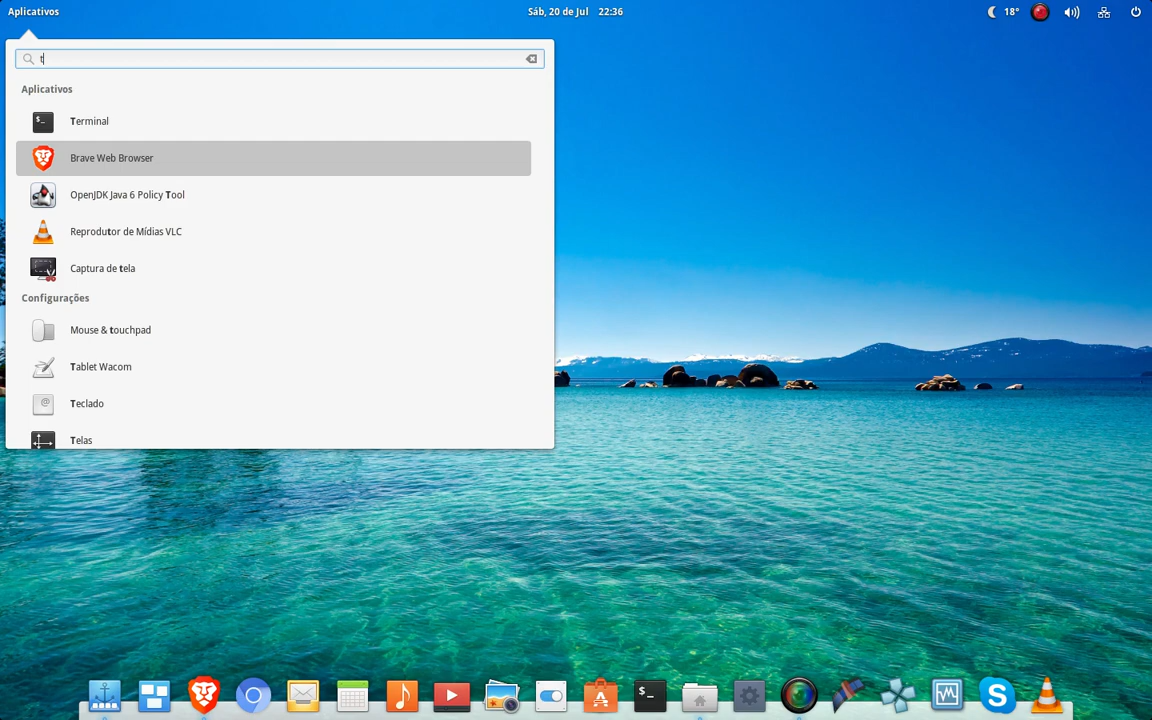 Aplicativos
Sáb, 20 de Jul 22:36
18°
t
Aplicativos
Terminal
Brave Web Browser
OpenJDK Java 6 Policy Tool
Reprodutor de Mídias VLC
Captura de tela
Configurações
Mouse & touchpad
Tablet Wacom
Teclado
Telas